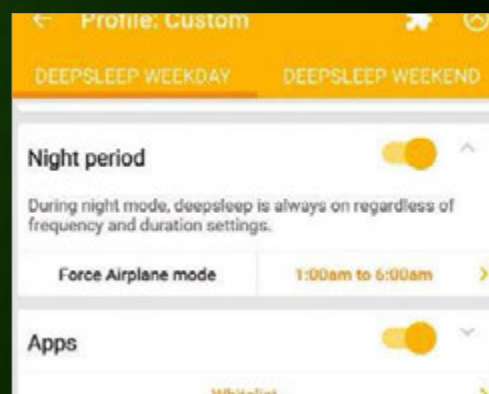 Profile: Custom
DEEPSLEEP WEEKDAY DEEPSLEEP WEEKEND
Night period
During night mode, deepsleep is always on regardless of
frequency and duration settings.
Force Airplane mode 1:00am to 6:00am
Apps
Whitelist